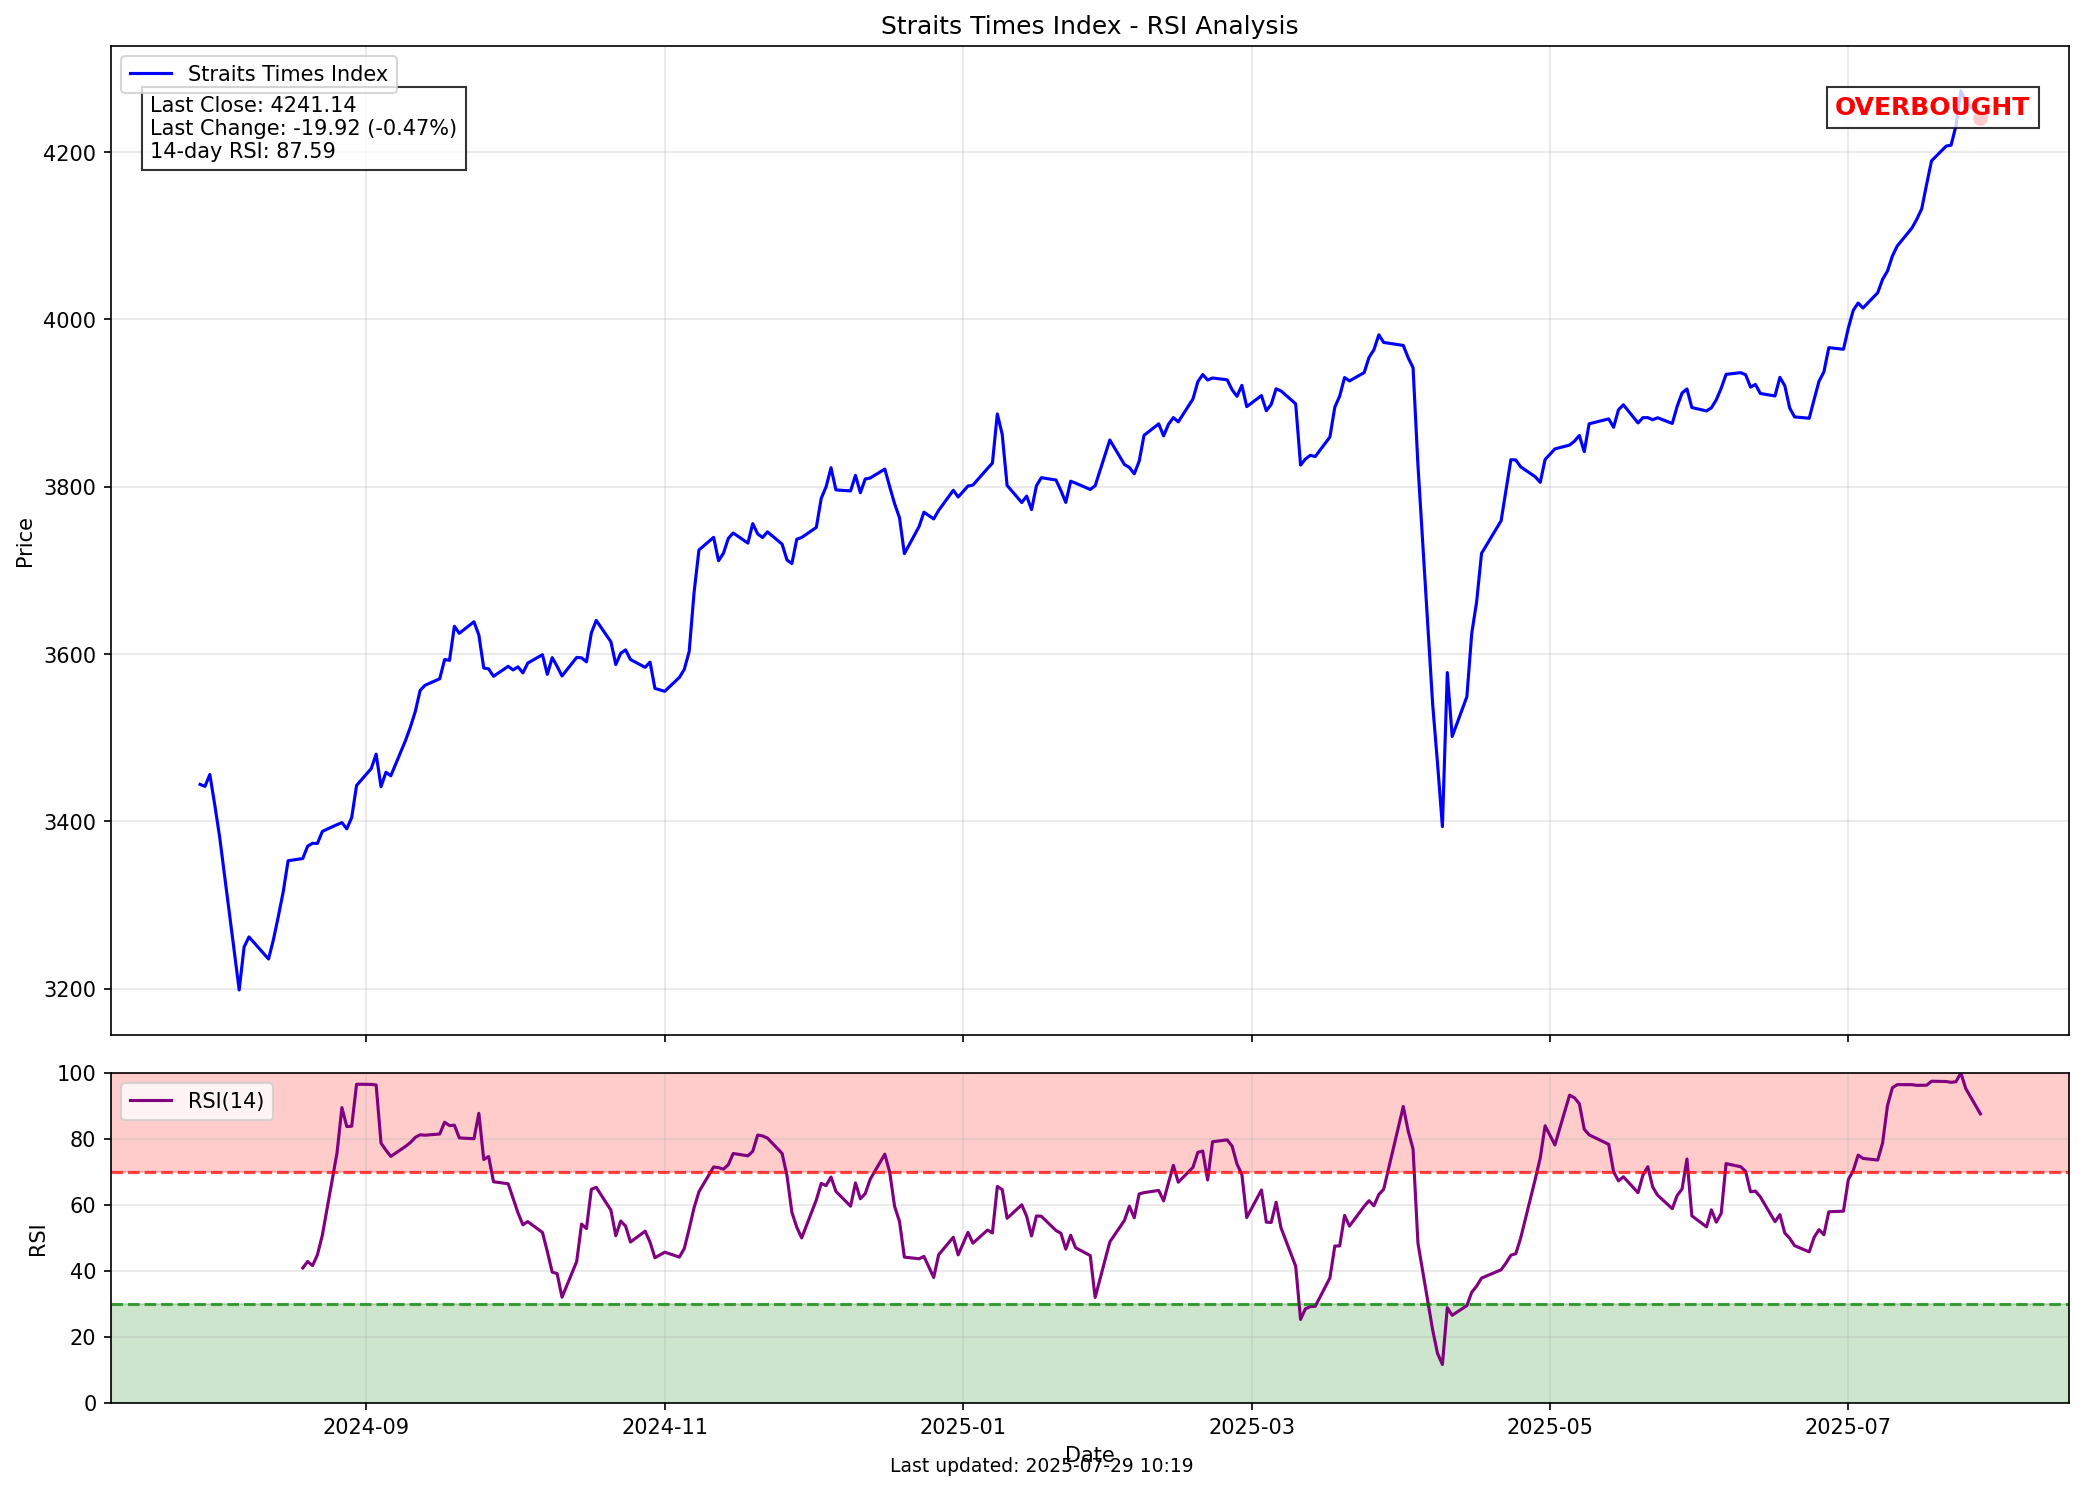 Straits Times Index - RSI Analysis
Straits Times Index
Last Close: 4241.14
Last Change: -19.92 (-0.47%)
14-day RSI: 87.59
OVERBOUGHT
4200
4000
3800
3600
3400
3200
Price
RSI(14)
100
80
60
40
20
0
RSI
2024-09
2024-11
2025-01
2025-03
2025-05
2025-07
Date
Last updated: 2025-07-29 10:19